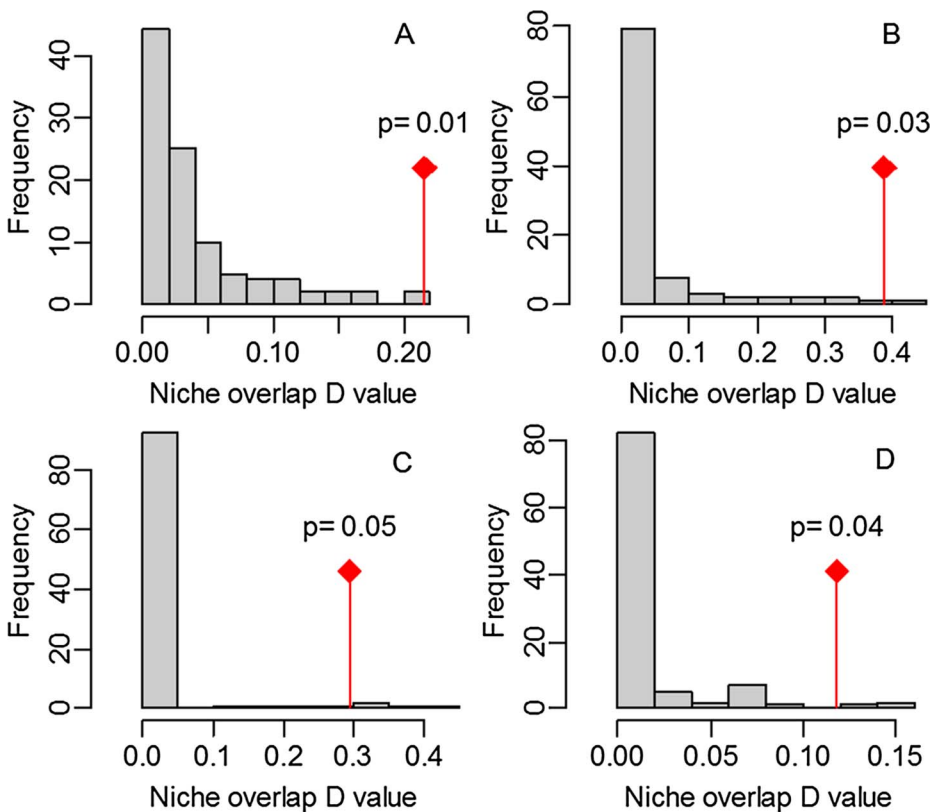 A
p= 0.01
Frequency
0 10 20 30 40
0.00 0.10 0.20
Niche overlap D value
B
p= 0.03
Frequency
0 20 40 60 80
0.0 0.1 0.2 0.3 0.4
Niche overlap D value
C
p= 0.05
Frequency
0 20 40 60 80
0.0 0.1 0.2 0.3 0.4
Niche overlap D value
D
p= 0.04
Frequency
0 20 40 60 80
0.00 0.05 0.10 0.15
Niche overlap D value